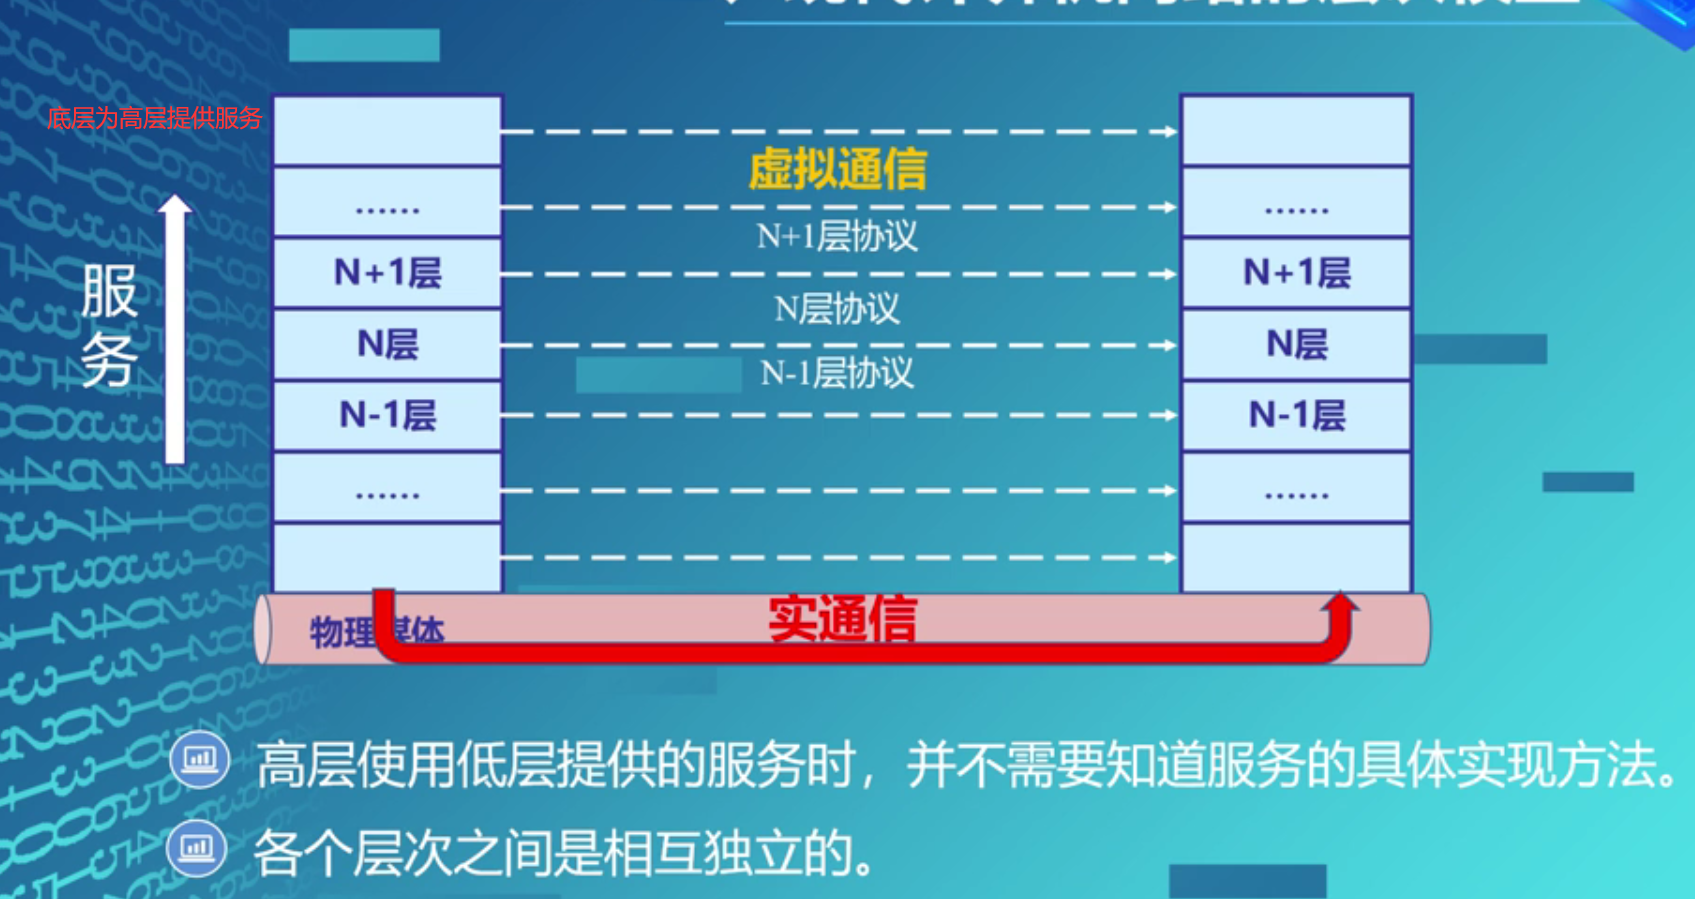 底层为高层提供服务
虚拟通信
......
......
N+1层协议
N+1层
N+1层
服务
N层协议
N层
N层
N-1层协议
N-1层
N-1层
......
......
物理媒体
实通信
高层使用低层提供的服务时，并不需要知道服务的具体实现方法。
各个层次之间是相互独立的。